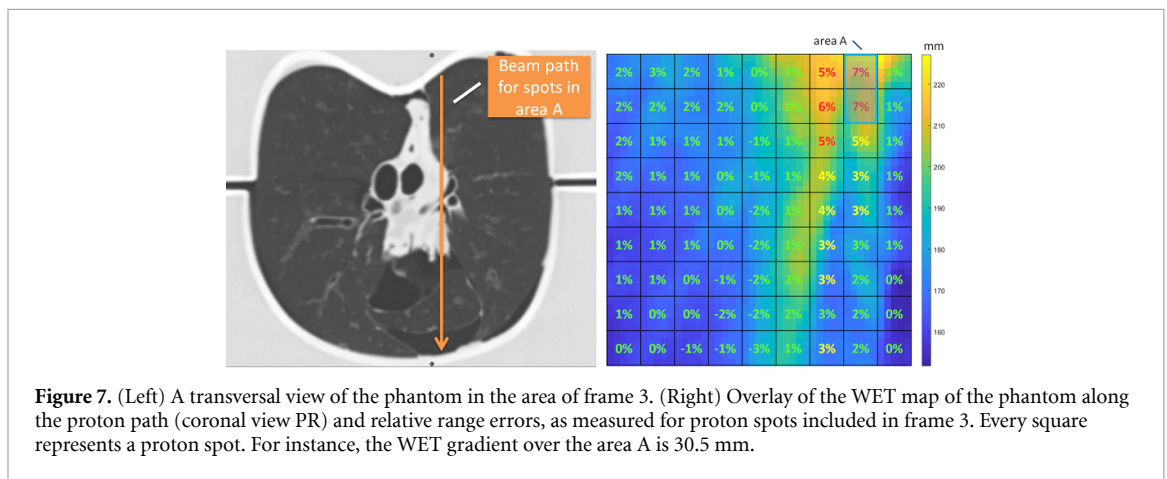 Beam path
for spots in
area A
area A
mm
2% 3% 2% 1% 0% 1% 5% 7%
2% 2% 2% 2% 0% 1% 6% 7% 1%
2% 1% 1% 1% -1% 1% 5% 5% 1%
2% 1% 1% 0% -1% 1% 4% 3% 1%
1% 1% 1% 0% -2% 1% 4% 3% 1%
1% 1% 1% 0% -2% 1% 3% 3% 1%
1% 1% 0% -1% -2% 2% 3% 2% 0%
1% 0% 0% -2% -2% 2% 3% 2% 0%
0% 0% -1% -1% -3% 1% 3% 2% 0%
220
210
200
190
180
170
160
Figure 7. (Left) A transversal view of the phantom in the area of frame 3. (Right) Overlay of the WET map of the phantom along
the proton path (coronal view PR) and relative range errors, as measured for proton spots included in frame 3. Every square
represents a proton spot. For instance, the WET gradient over the area A is 30.5 mm.